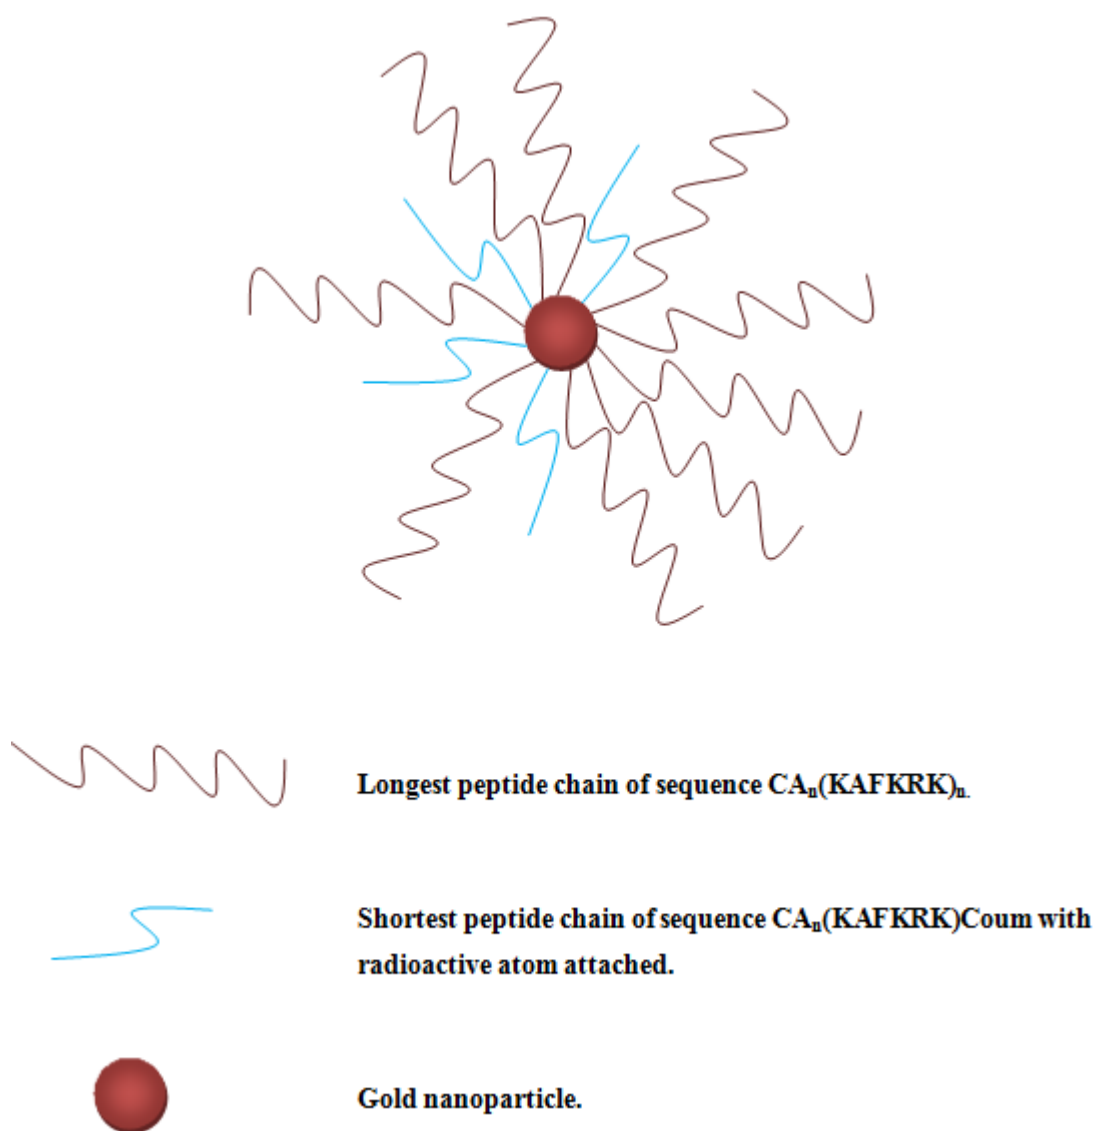 Longest peptide chain of sequence CAn(KAFKRK)n.
Shortest peptide chain of sequence CAn(KAFKRK)Coum with
radioactive atom attached.
Gold nanoparticle.